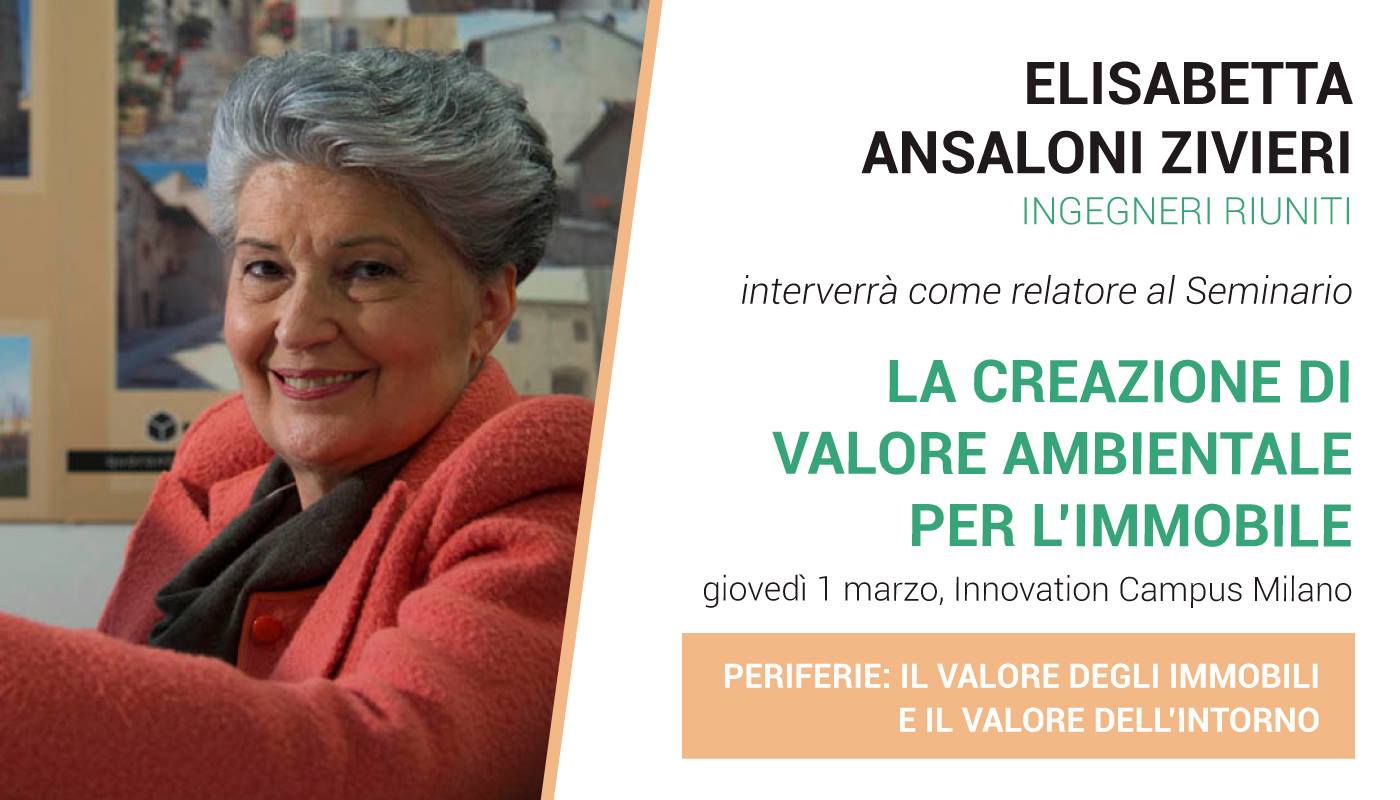 ELISABETTA
ANSALONI ZIVIERI
INGEGNERI RIUNITI
interverrà come relatore al Seminario
LA CREAZIONE DI
VALORE AMBIENTALE
PER L'IMMOBILE
giovedì 1 marzo, Innovation Campus Milano
PERIFERIE: IL VALORE DEGLI IMMOBILI
E IL VALORE DELL'INTORNO